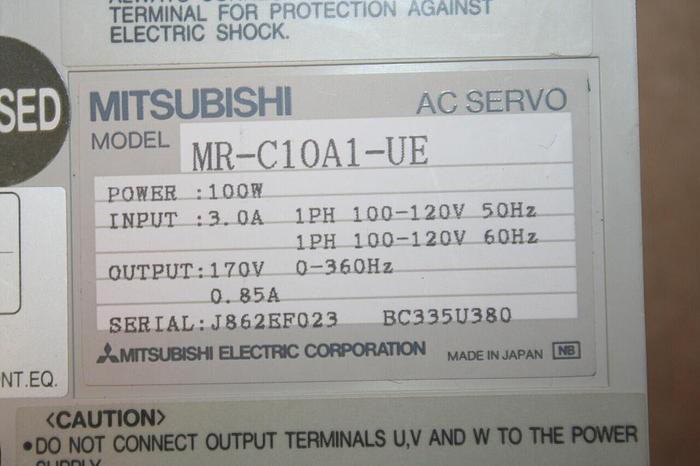 TERMINAL FOR PROTECTION AGAINST
ELECTRIC SHOCK.
SED
MITSUBISHI AC SERVO
MODEL MR-C10A1-UE
POWER :100W
INPUT :3.0A 1PH 100-120V 50Hz
1PH 100-120V 60Hz
OUTPUT:170V 0-360Hz
0.85A
SERIAL:J862EF023 BC335U380
MITSUBISHI ELECTRIC CORPORATION MADE IN JAPAN NB
NT.EQ.
<CAUTION>
•DO NOT CONNECT OUTPUT TERMINALS U,V AND W TO THE POWER